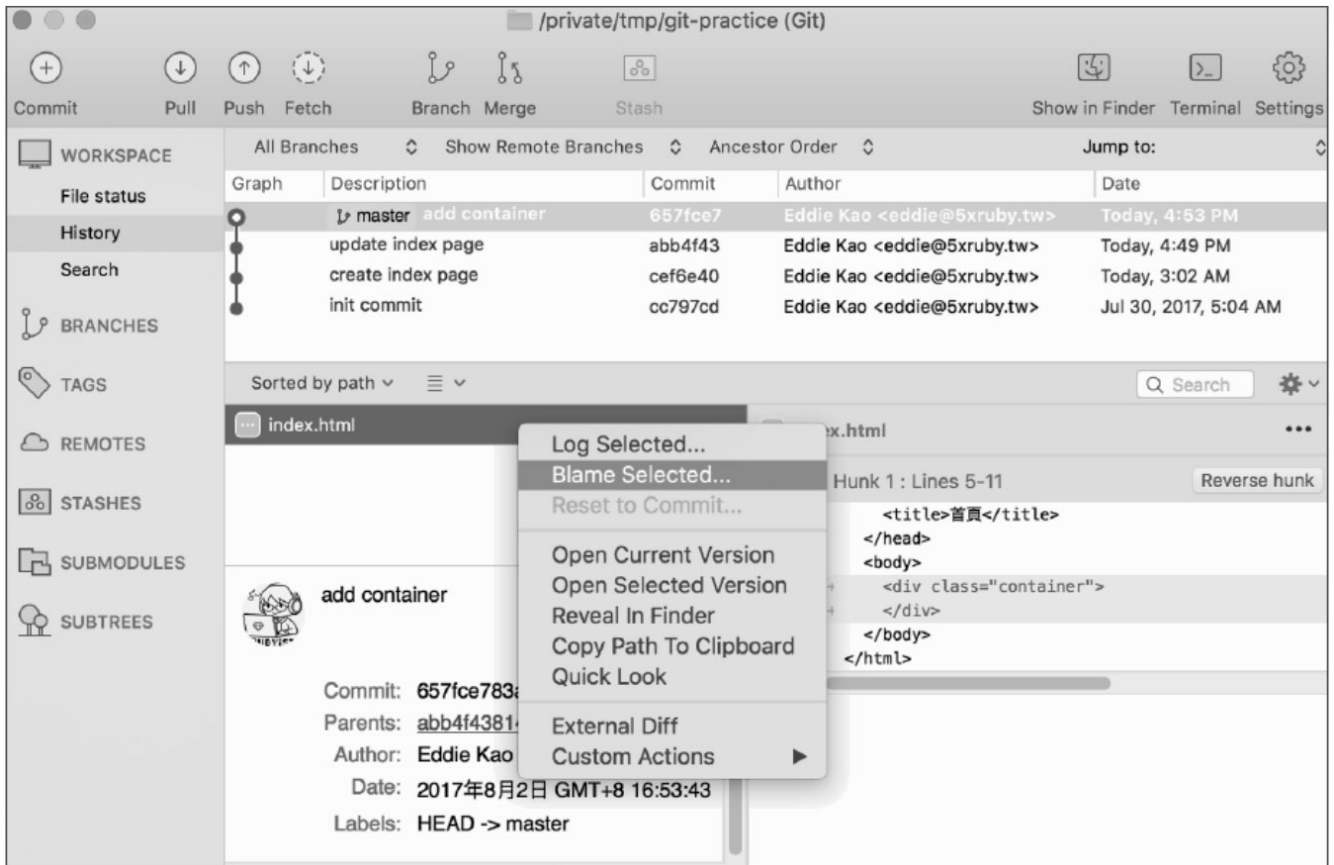 /private/tmp/git-practice (Git)
Commit Pull Push Fetch Branch Merge Stash Show in Finder Terminal Settings
WORKSPACE
File status
History
Search
BRANCHES
TAGS
REMOTES
STASHES
SUBMODULES
SUBTREES
All Branches Show Remote Branches Ancestor Order Jump to:
Graph Description Commit Author Date
master add container 657fce7 Eddie Kao <eddie@5xruby.tw> Today, 4:53 PM
update index page abb4f43 Eddie Kao <eddie@5xruby.tw> Today, 4:49 PM
create index page cef6e40 Eddie Kao <eddie@5xruby.tw> Today, 3:02 AM
init commit cc797cd Eddie Kao <eddie@5xruby.tw> Jul 30, 2017, 5:04 AM
Sorted by path Search
index.html
add container
Commit: 657fce783
Parents: abb4f4381
Author: Eddie Kao
Date: 2017年8月2日 GMT+8 16:53:43
Labels: HEAD -> master
Log Selected...
Blame Selected...
Reset to Commit...
Open Current Version
Open Selected Version
Reveal In Finder
Copy Path To Clipboard
Quick Look
External Diff
Custom Actions
ex.html
Hunk 1 : Lines 5-11 Reverse hunk
<title>首頁</title>
</head>
<body>
+ <div class="container">
+ </div>
</body>
</html>